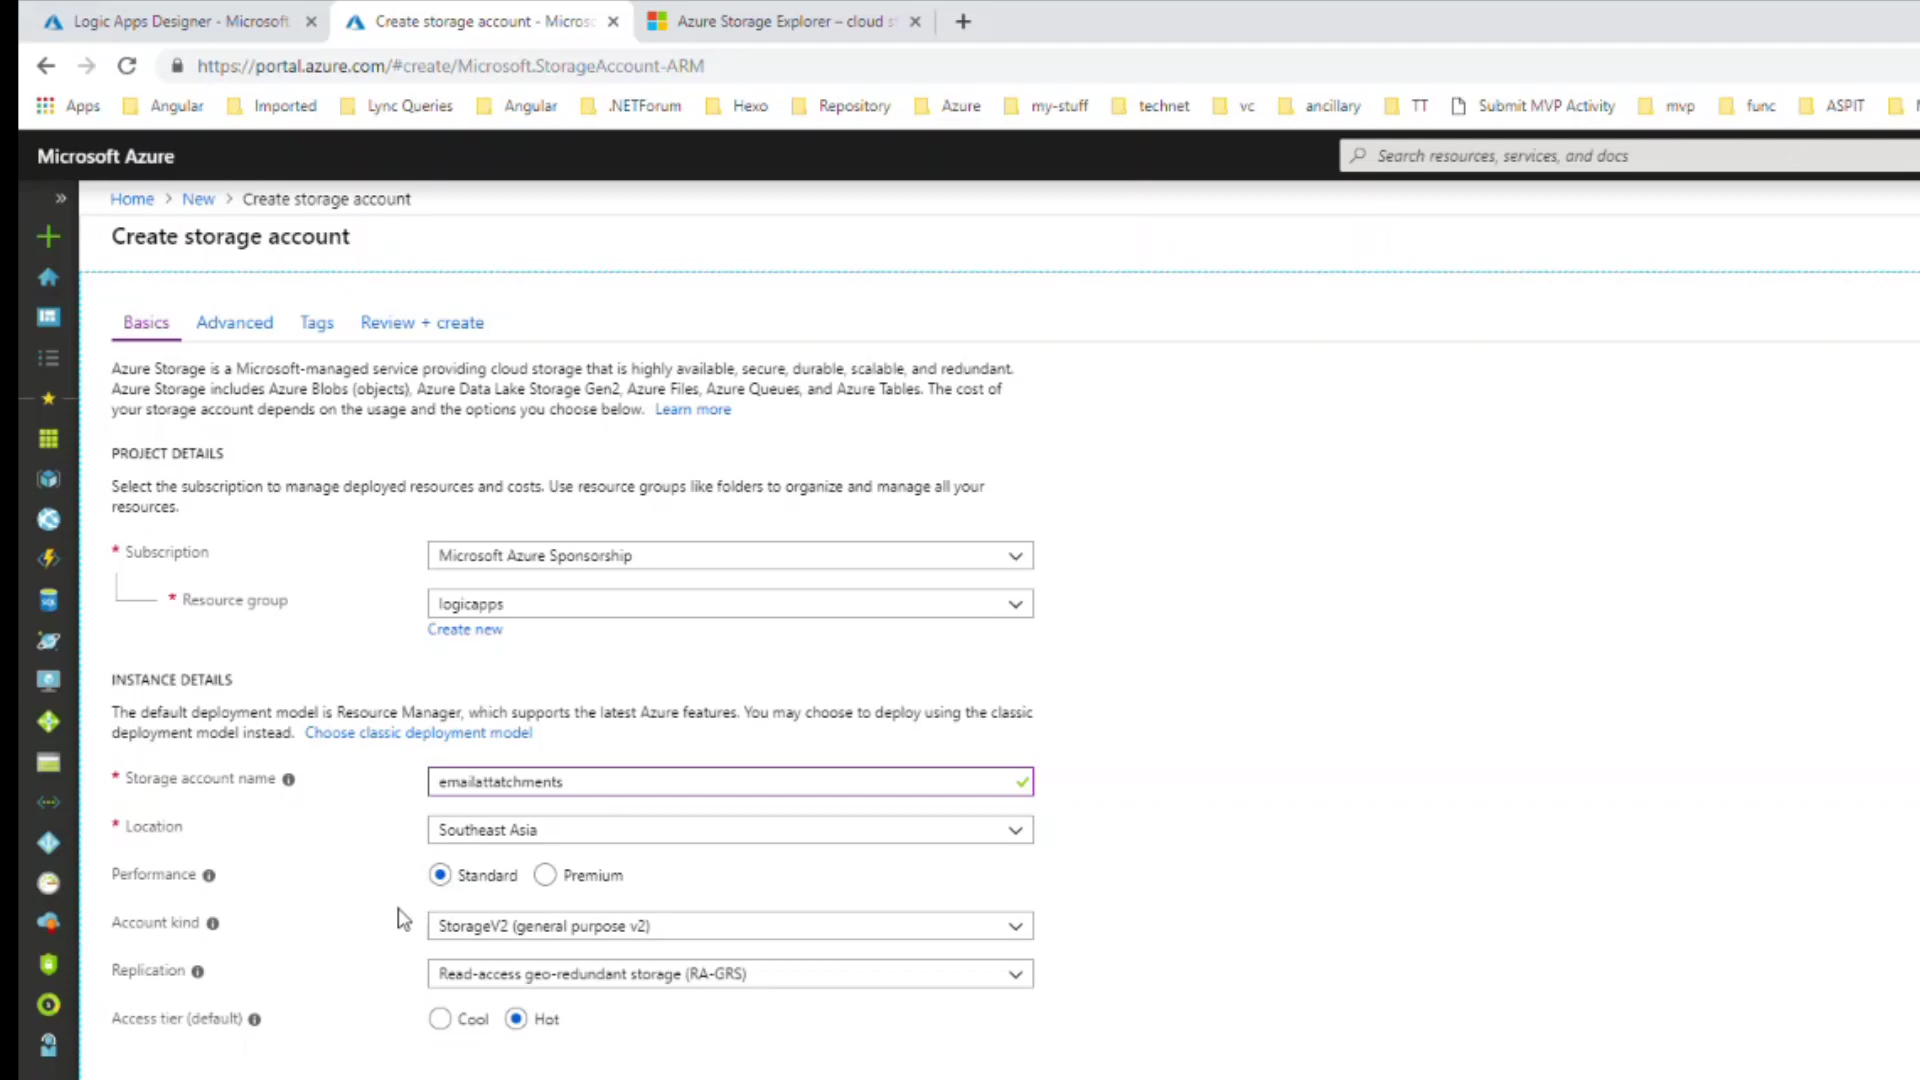 Logic Apps Designer - Microsoft
Create storage account - Micros
Azure Storage Explorer – cloud s
https://portal.azure.com/#create/Microsoft.StorageAccount-ARM
Apps Angular Imported Lync Queries Angular .NETForum Hexo Repository Azure my-stuff technet vc ancillary TT Submit MVP Activity mvp func ASPIT
Microsoft Azure
Search resources, services, and docs
Home > New > Create storage account
Create storage account
Basics Advanced Tags Review + create
Azure Storage is a Microsoft-managed service providing cloud storage that is highly available, secure, durable, scalable, and redundant.
Azure Storage includes Azure Blobs (objects), Azure Data Lake Storage Gen2, Azure Files, Azure Queues, and Azure Tables. The cost of
your storage account depends on the usage and the options you choose below. Learn more
PROJECT DETAILS
Select the subscription to manage deployed resources and costs. Use resource groups like folders to organize and manage all your
resources.
* Subscription
Microsoft Azure Sponsorship
* Resource group
logicapps
Create new
INSTANCE DETAILS
The default deployment model is Resource Manager, which supports the latest Azure features. You may choose to deploy using the classic
deployment model instead. Choose classic deployment model
* Storage account name
emailattatchments
* Location
Southeast Asia
Performance
Standard Premium
Account kind
StorageV2 (general purpose v2)
Replication
Read-access geo-redundant storage (RA-GRS)
Access tier (default)
Cool Hot